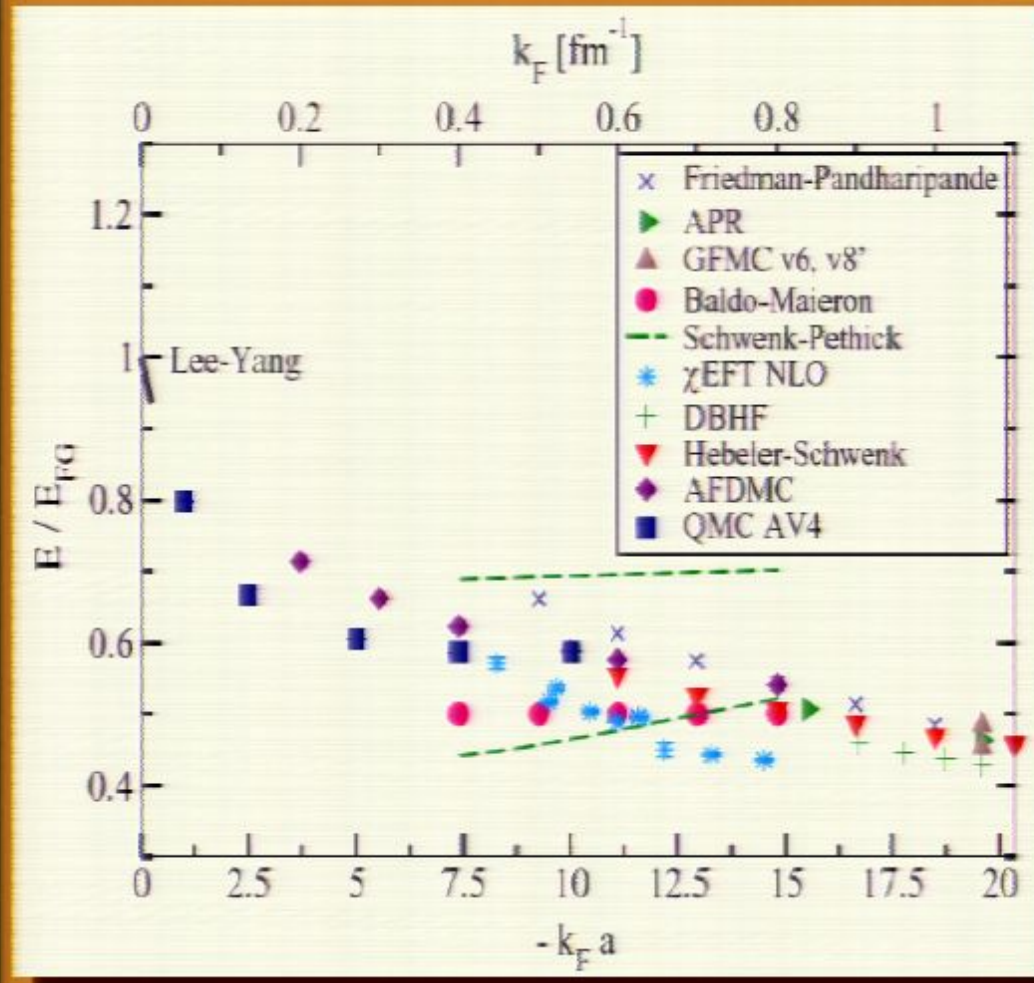 k_F [fm^-1]
0 0.2 0.4 0.6 0.8 1
Friedman-Pandharipande
APR
GFMC v6, v8'
Baldo-Maieron
Schwenk-Pethick
χEFT NLO
DBHF
Hebeler-Schwenk
AFDMC
QMC AV4
1.2
1
Lee-Yang
0.8
0.6
0.4
E / E_FG
0 2.5 5 7.5 10 12.5 15 17.5 20
- k_F a